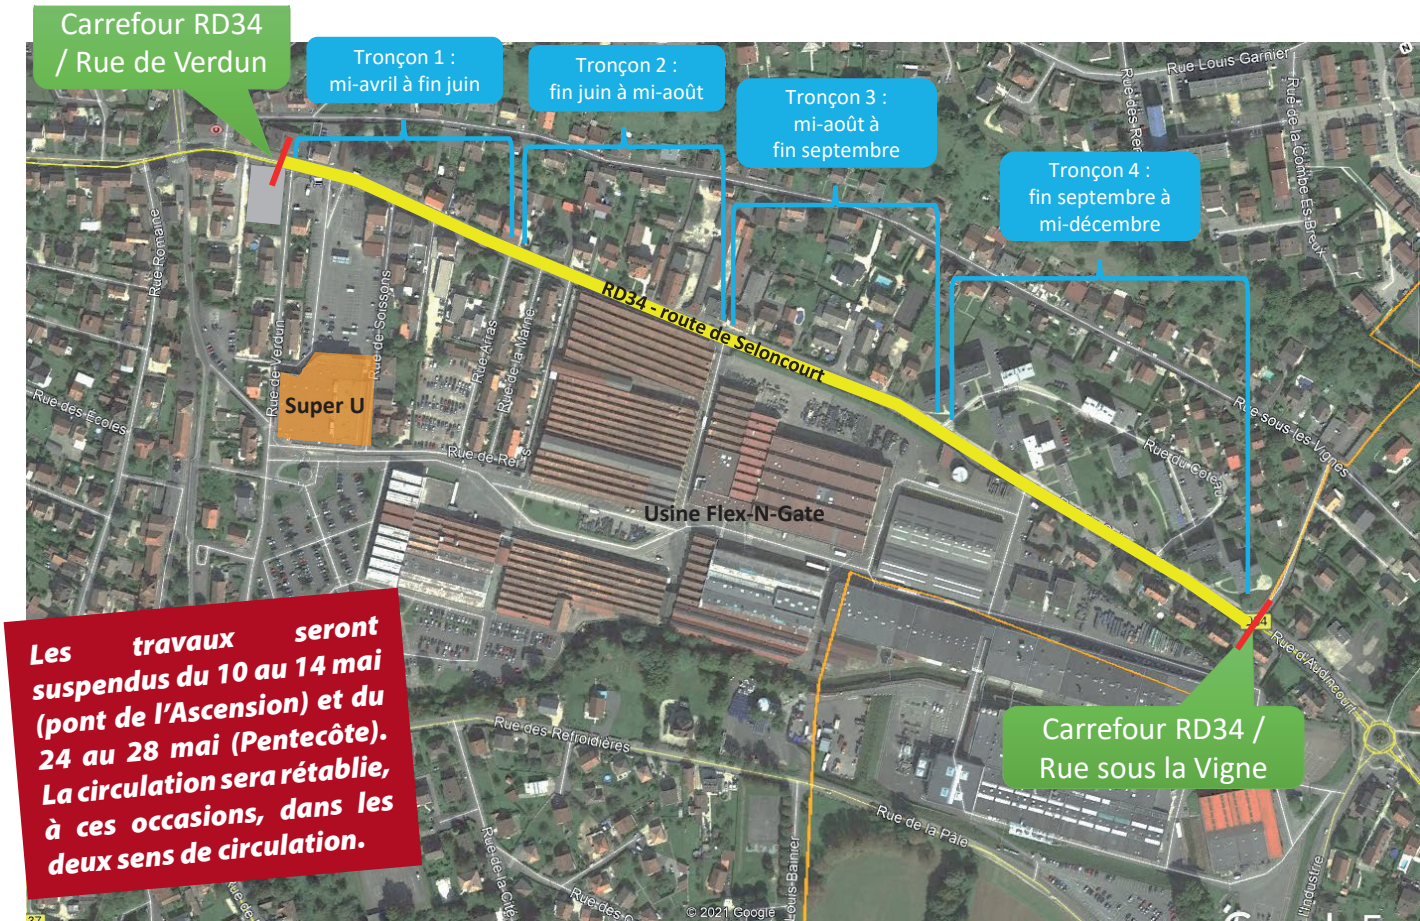 Carrefour RD34
/ Rue de Verdun
Tronçon 1 :
mi-avril à fin juin
Tronçon 2 :
fin juin à mi-août
Tronçon 3 :
mi-août à
fin septembre
Tronçon 4 :
fin septembre à
mi-décembre
Rue Louis Garnier
Rue-de-la-Combe-Es-Breux
Rue Romaine
Rue-de-Verdun
Rue-de-Soissons
Rue-Arras
Rue-de-la-Marne
RD34 - route de Seloncourt
Super U
Rue-des-Écoles
Rue-sous-les-Vignes
Rue du Coteau
Usine Flex-N-Gate
Rue d'Audincourt
Carrefour RD34 /
Rue sous la Vigne
Les travaux seront
suspendus du 10 au 14 mai
(pont de l'Ascension) et du
24 au 28 mai (Pentecôte).
La circulation sera rétablie,
à ces occasions, dans les
deux sens de circulation.
Rue des Refroidières
Rue de la Pâle
Rue-de-la-Cité
Louis-Bainier
l'Industrie
© 2021 Google
37